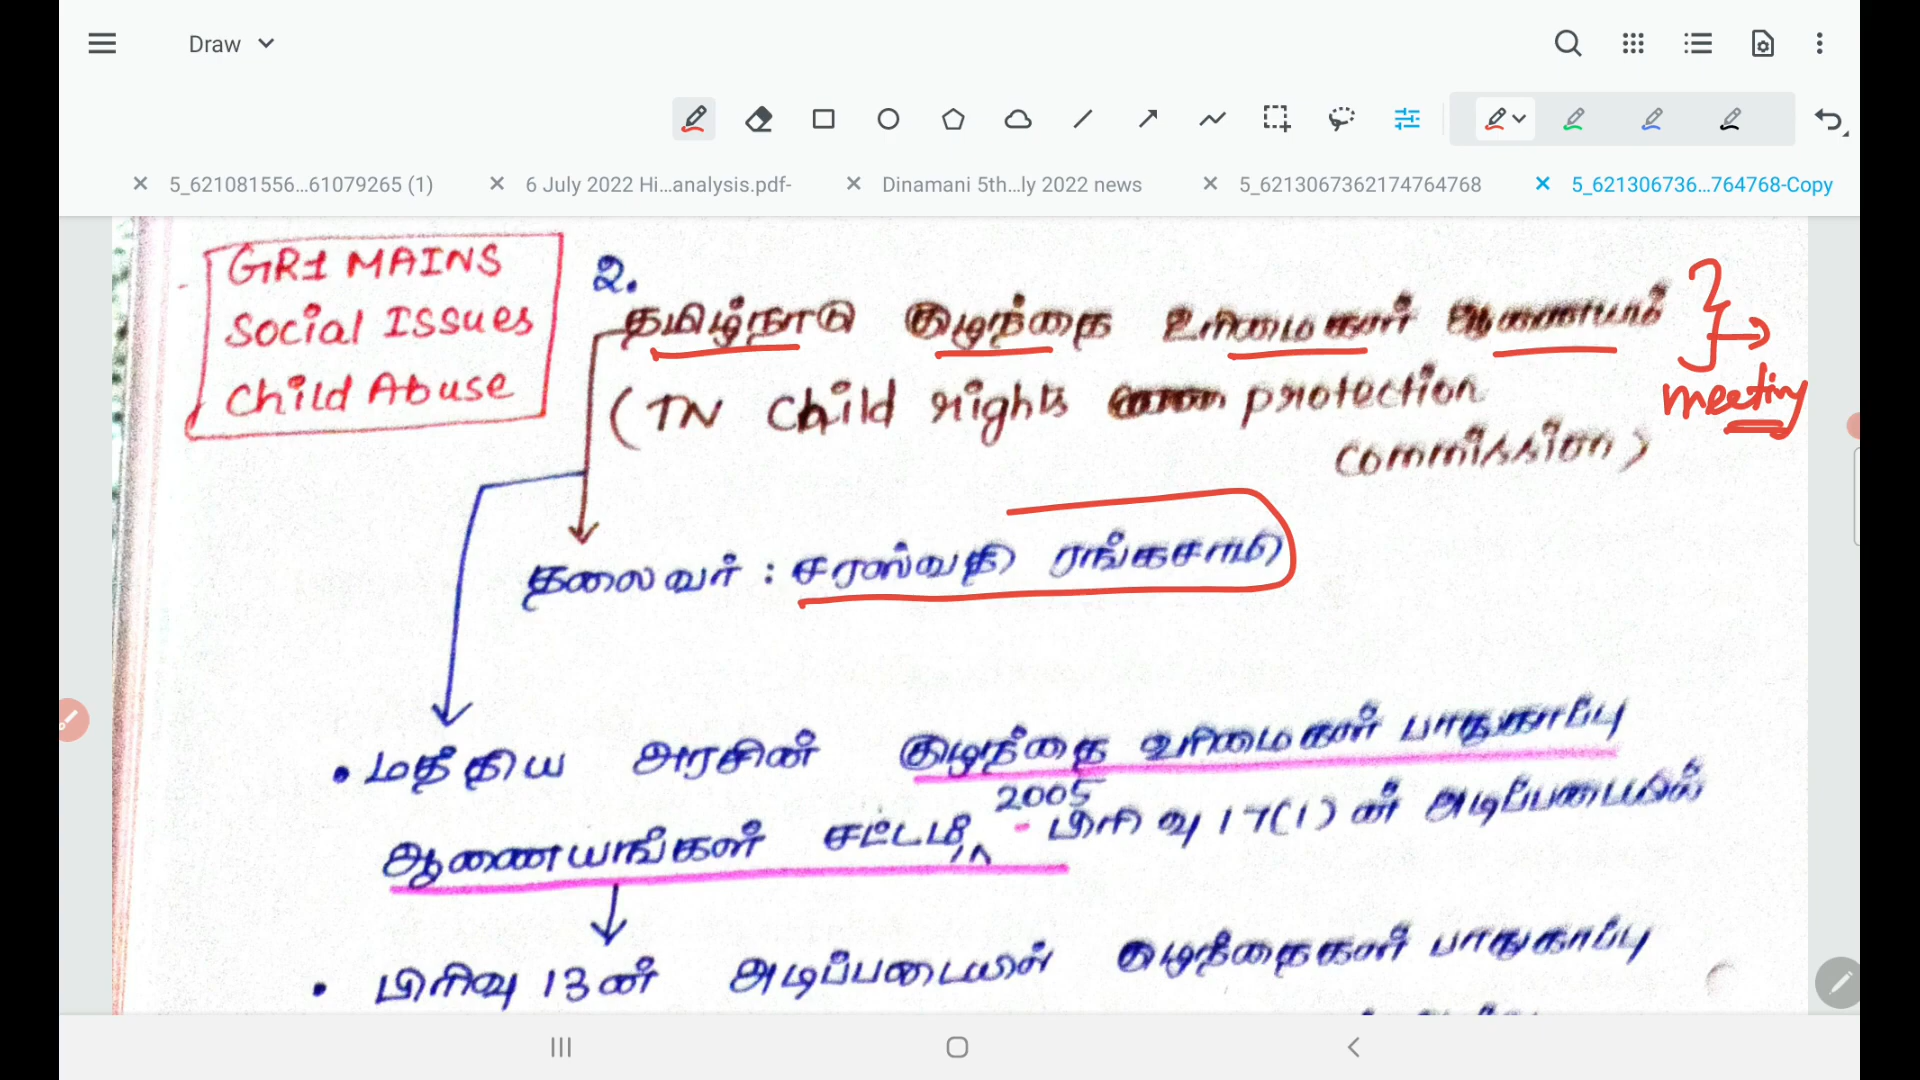 Draw
5_621081556...61079265 (1)
6 July 2022 Hi...analysis.pdf-
Dinamani 5th...ly 2022 news
5_6213067362174764768
5_621306736...764768-Copy
GR1 MAINS
Social Issues
Child Abuse
2.
தமிழ்நாடு குழந்தை உரிமைகள் ஆணையம்
meeting
(TN Child rights protection
commission)
தலைவர் : சரஸ்வதி ரங்கசாமி
• மத்திய அரசின் குழந்தை உரிமைகள் பாதுகாப்பு
ஆணையங்கள் சட்டம், 2005 - பிரிவு 17(1)ன் அடிப்படையில்
• பிரிவு 13ன் அடிப்படையில் குழந்தைகள் பாதுகாப்பு